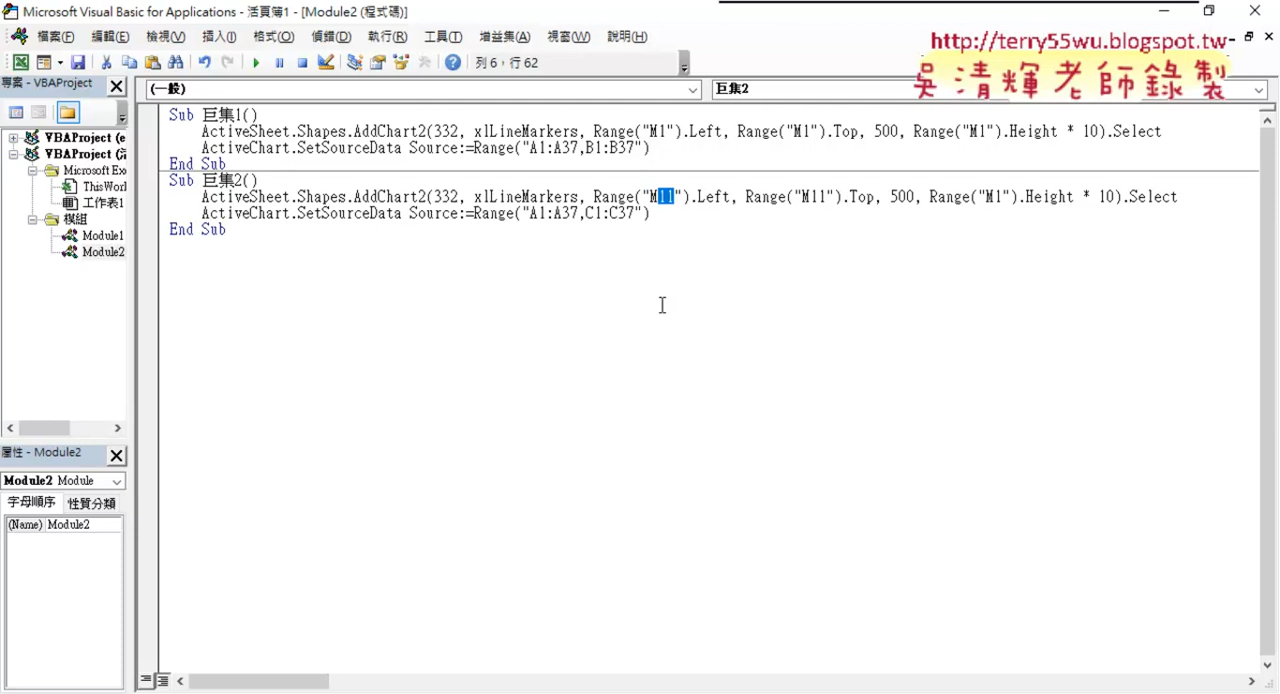 Microsoft Visual Basic for Applications - 活頁簿1 - [Module2 (程式碼)]
檔案(F) 編輯(E) 檢視(V) 插入(I) 格式(O) 偵錯(D) 執行(R) 工具(T) 增益集(A) 視窗(W) 說明(H)
http://terry55wu.blogspot.tw
吳清輝老師錄製
列 6，行 62
專案 - VBAProject
(一般)
巨集2
VBAProject (e
VBAProject (
Microsoft Ex
ThisWorl
工作表1
模組
Module1
Module2
Sub 巨集1()
ActiveSheet.Shapes.AddChart2(332, xlLineMarkers, Range("M1").Left, Range("M1").Top, 500, Range("M1").Height * 10).Select
ActiveChart.SetSourceData Source:=Range("A1:A37,B1:B37")
End Sub
Sub 巨集2()
ActiveSheet.Shapes.AddChart2(332, xlLineMarkers, Range("M11").Left, Range("M11").Top, 500, Range("M1").Height * 10).Select
ActiveChart.SetSourceData Source:=Range("A1:A37,C1:C37")
End Sub
屬性 - Module2
Module2 Module
字母順序 性質分類
(Name) Module2